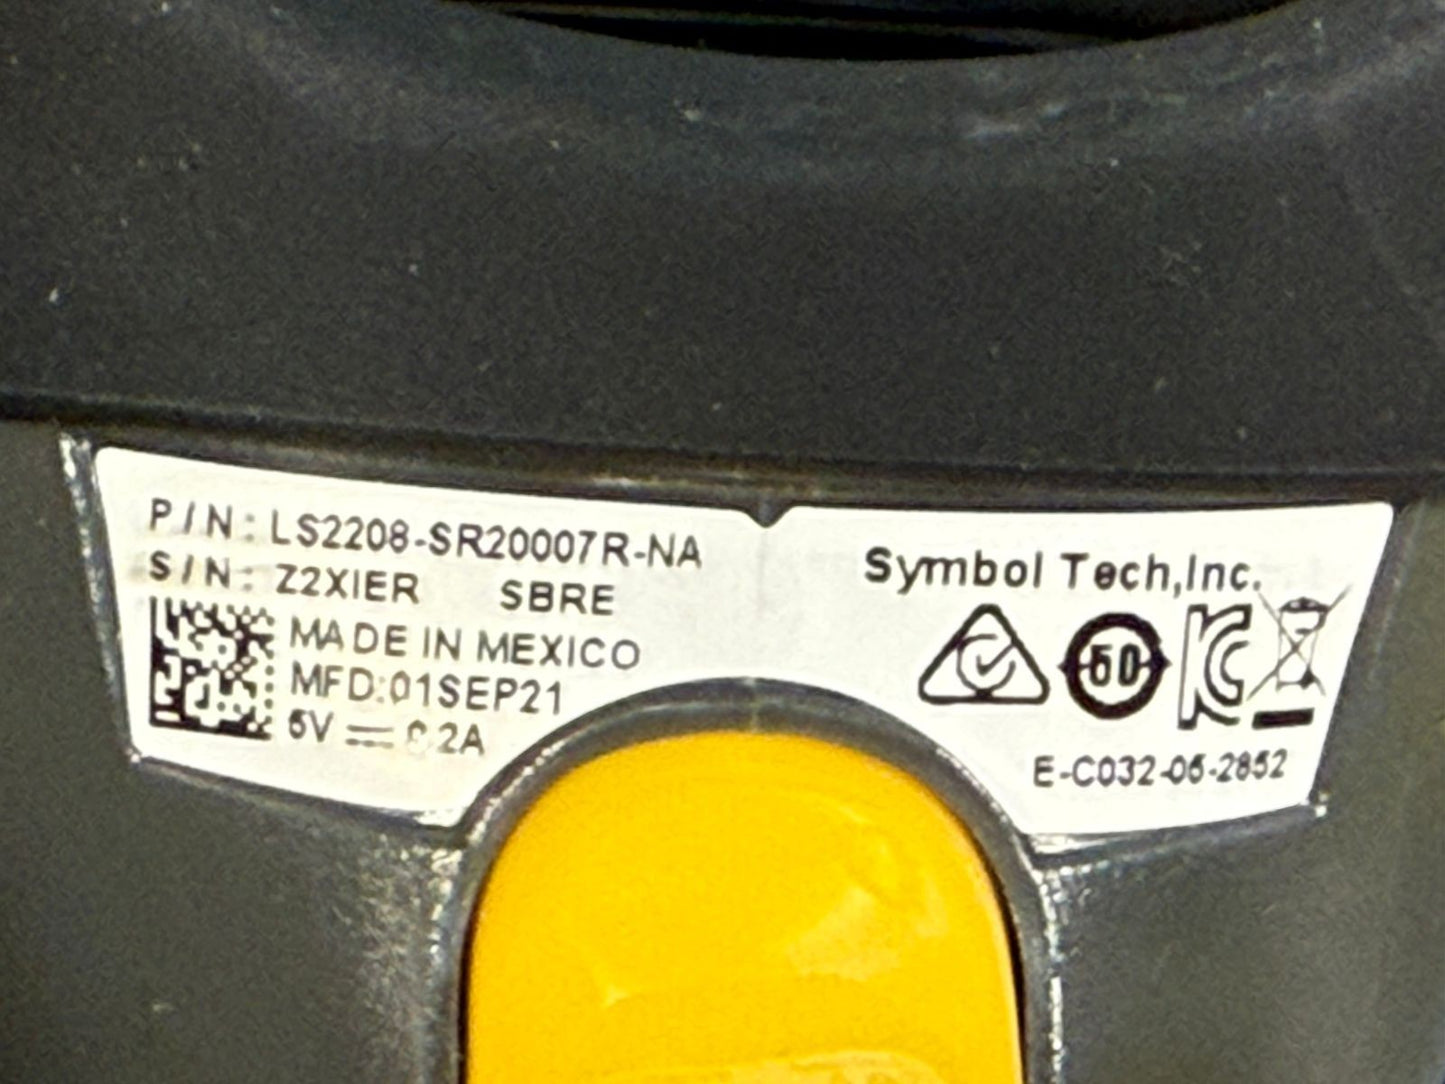 P/N: LS2208-SR20007R-NA
S/N: Z2XIER SBRE
MADE IN MEXICO
MFD:01SEP21
5V ⎓ 0.2A
Symbol Tech,Inc.
50
E-C032-05-2852